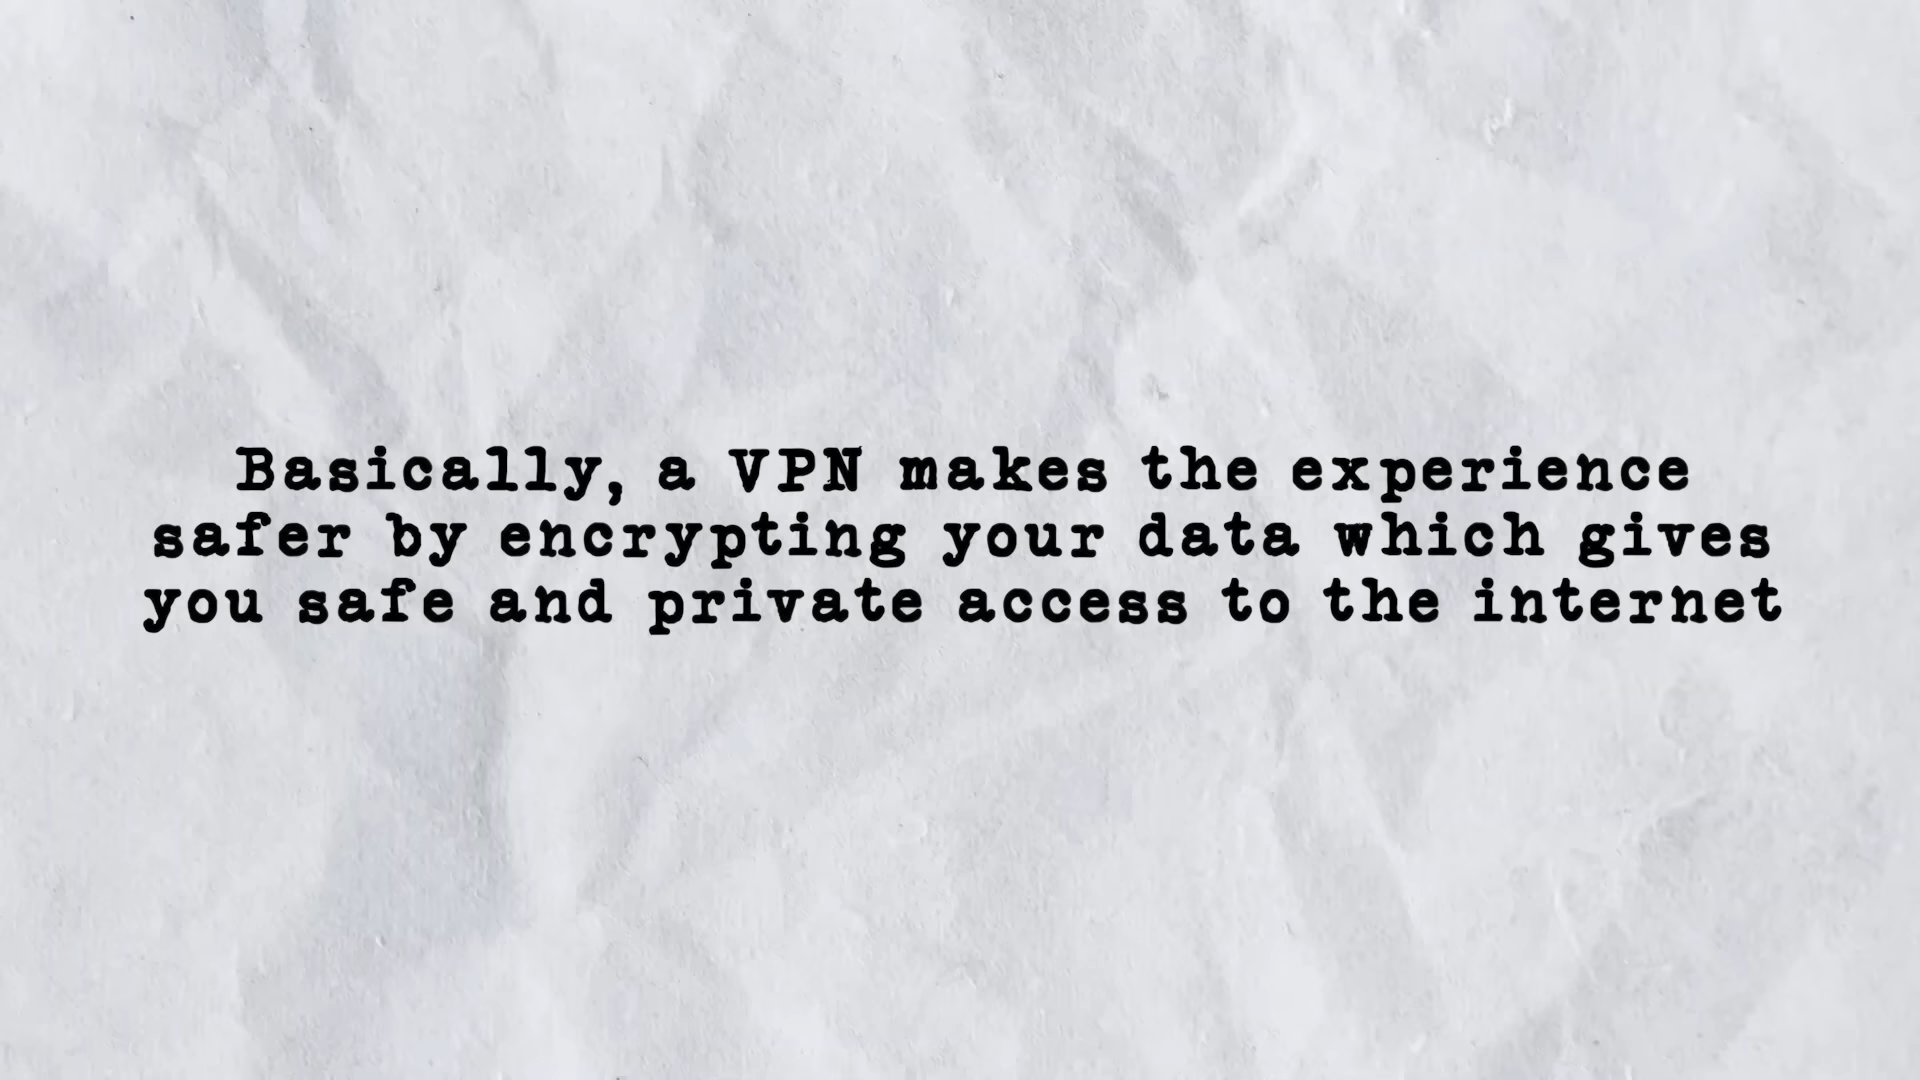 Basically, a VPN makes the experience
safer by encrypting your data which gives
you safe and private access to the internet